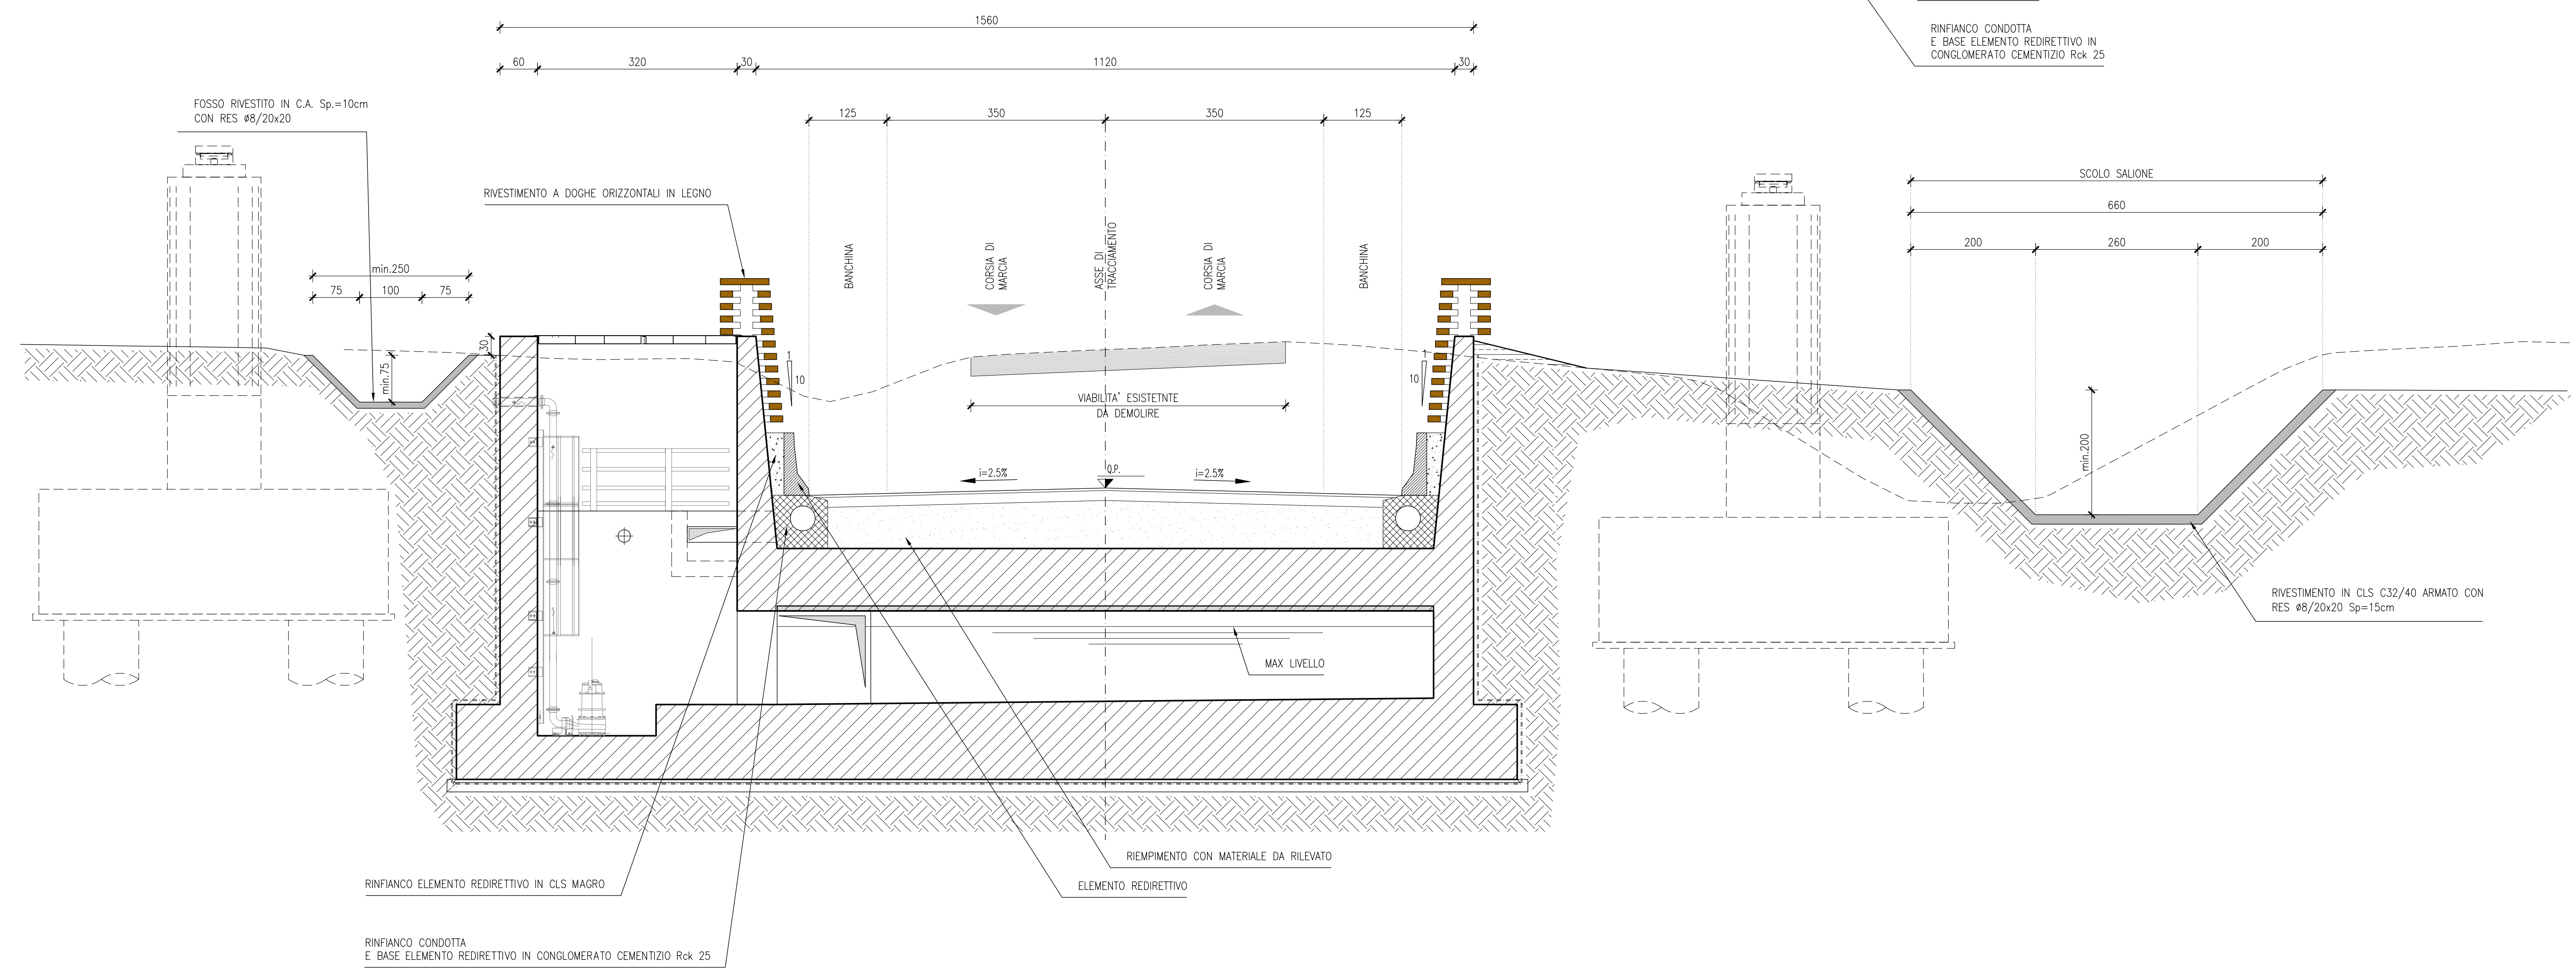 1560
RINFIANCO CONDOTTA
E BASE ELEMENTO REDIRETTIVO IN
CONGLOMERATO CEMENTIZIO Rck 25
60
320
30
1120
30
FOSSO RIVESTITO IN C.A. Sp.=10cm
CON RES ø8/20x20
125
350
350
125
SCOLO SALIONE
RIVESTIMENTO A DOGHE ORIZZONTALI IN LEGNO
660
BANCHINA
CORSIA DI
MARCIA
ASSE DI
TRACCIAMENTO
CORSIA DI
MARCIA
BANCHINA
200
260
200
min.250
75
100
75
30
min.75
1
10
1
10
VIABILITA' ESISTETNTE
DA DEMOLIRE
min.200
i=2.5%
Q.P.
i=2.5%
RIVESTIMENTO IN CLS C32/40 ARMATO CON
RES ø8/20x20 Sp=15cm
MAX LIVELLO
RIEMPIMENTO CON MATERIALE DA RILEVATO
RINFIANCO ELEMENTO REDIRETTIVO IN CLS MAGRO
ELEMENTO REDIRETTIVO
RINFIANCO CONDOTTA
E BASE ELEMENTO REDIRETTIVO IN CONGLOMERATO CEMENTIZIO Rck 25